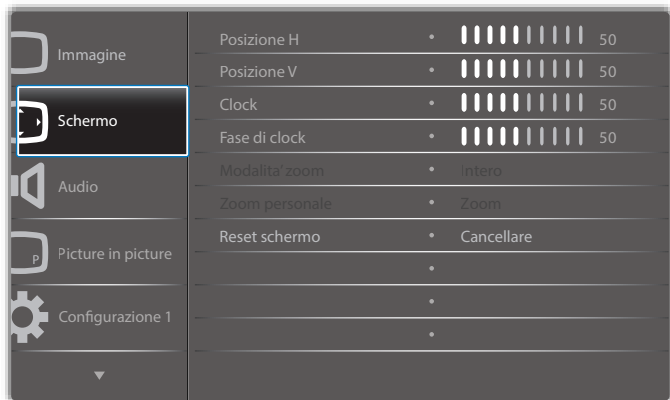 Immagine
Schermo
Audio
P
Picture in picture
Configurazione 1
Posizione H • 50
Posizione V • 50
Clock • 50
Fase di clock • 50
Modalita' zoom • Intero
Zoom personale • Zoom
Reset schermo • Cancellare